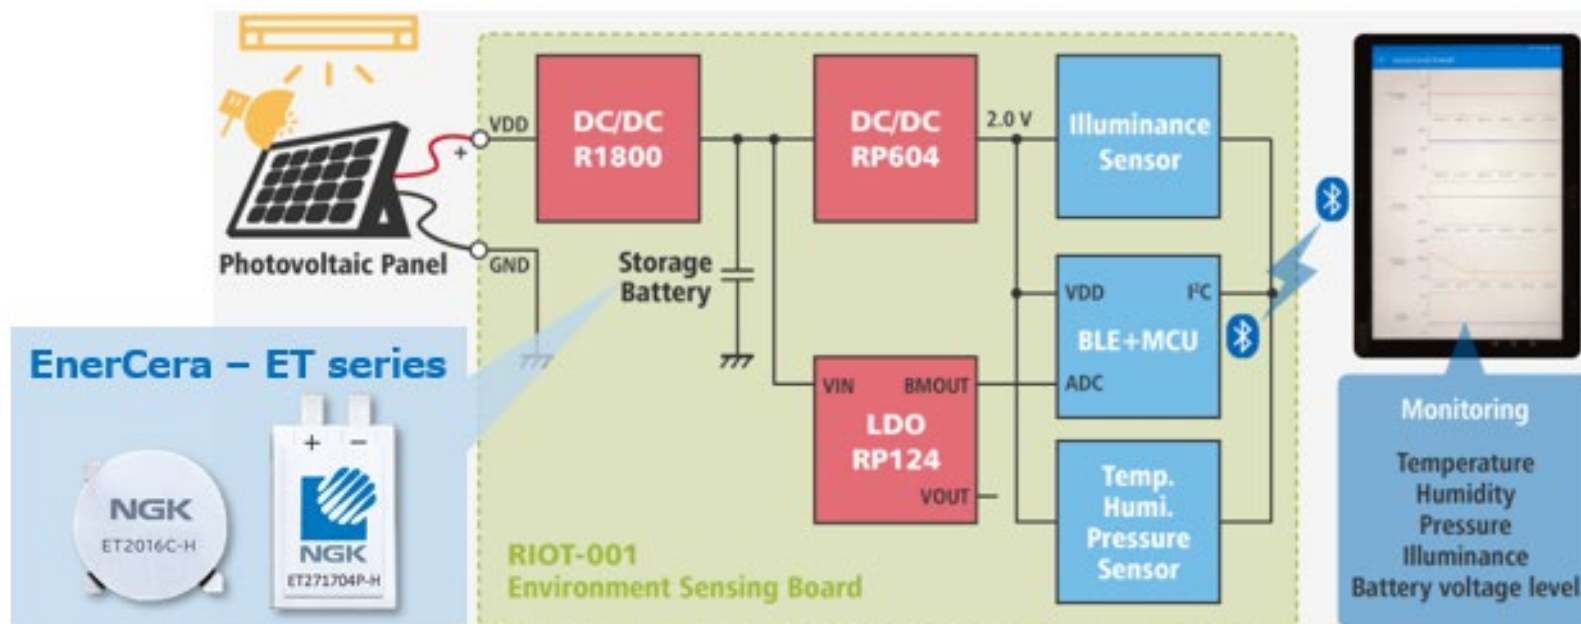 VDD
+
GND
Photovoltaic Panel
DC/DC
R1800
DC/DC
RP604
2.0 V
Illuminance
Sensor
Storage
Battery
VDD
I²C
BLE+MCU
ADC
VIN
BMOUT
LDO
RP124
VOUT
Temp.
Humi.
Pressure
Sensor
RIOT-001
Environment Sensing Board
EnerCera – ET series
NGK
ET2016C-H
+ −
NGK
ET271704P-H
Monitoring
Temperature
Humidity
Pressure
Illuminance
Battery voltage level